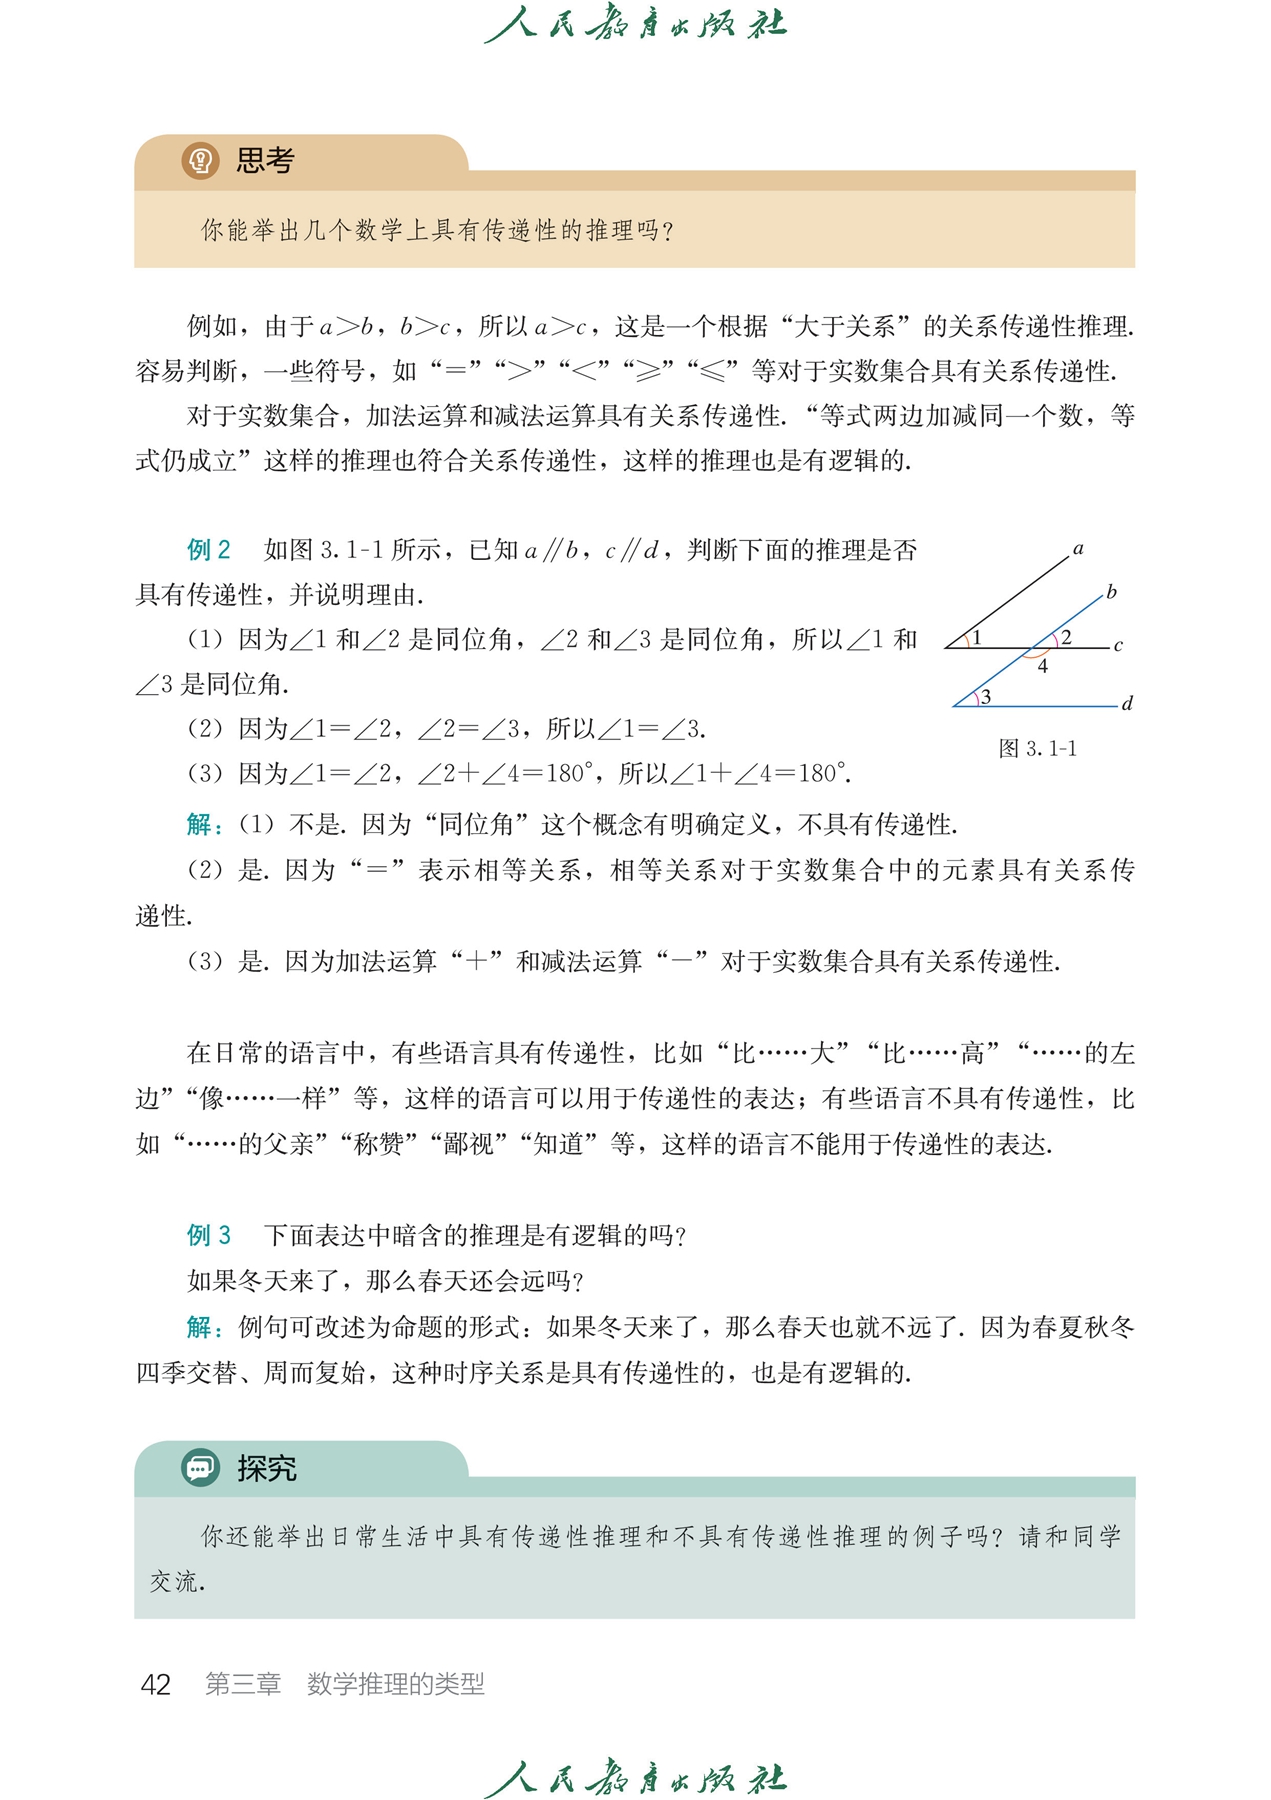 人民教育出版社
思考
你能举出几个数学上具有传递性的推理吗？
例如，由于a＞b，b＞c，所以a＞c，这是一个根据“大于关系”的关系传递性推理．
容易判断，一些符号，如“＝”“＞”“＜”“≥”“≤”等对于实数集合具有关系传递性．
对于实数集合，加法运算和减法运算具有关系传递性．“等式两边加减同一个数，等
式仍成立”这样的推理也符合关系传递性，这样的推理也是有逻辑的．
例2　如图3.1-1所示，已知a∥b，c∥d，判断下面的推理是否
具有传递性，并说明理由．
（1）因为∠1和∠2是同位角，∠2和∠3是同位角，所以∠1和
∠3是同位角．
（2）因为∠1＝∠2，∠2＝∠3，所以∠1＝∠3．
（3）因为∠1＝∠2，∠2＋∠4＝180°，所以∠1＋∠4＝180°．
a
b
1
2
c
4
3
d
图3.1-1
解：（1）不是．因为“同位角”这个概念有明确定义，不具有传递性．
（2）是．因为“＝”表示相等关系，相等关系对于实数集合中的元素具有关系传
递性．
（3）是．因为加法运算“＋”和减法运算“－”对于实数集合具有关系传递性．
在日常的语言中，有些语言具有传递性，比如“比……大”“比……高”“……的左
边”“像……一样”等，这样的语言可以用于传递性的表达；有些语言不具有传递性，比
如“……的父亲”“称赞”“鄙视”“知道”等，这样的语言不能用于传递性的表达．
例3　下面表达中暗含的推理是有逻辑的吗？
如果冬天来了，那么春天还会远吗？
解：例句可改述为命题的形式：如果冬天来了，那么春天也就不远了．因为春夏秋冬
四季交替、周而复始，这种时序关系是具有传递性的，也是有逻辑的．
探究
你还能举出日常生活中具有传递性推理和不具有传递性推理的例子吗？请和同学
交流．
42　第三章　数学推理的类型
人民教育出版社